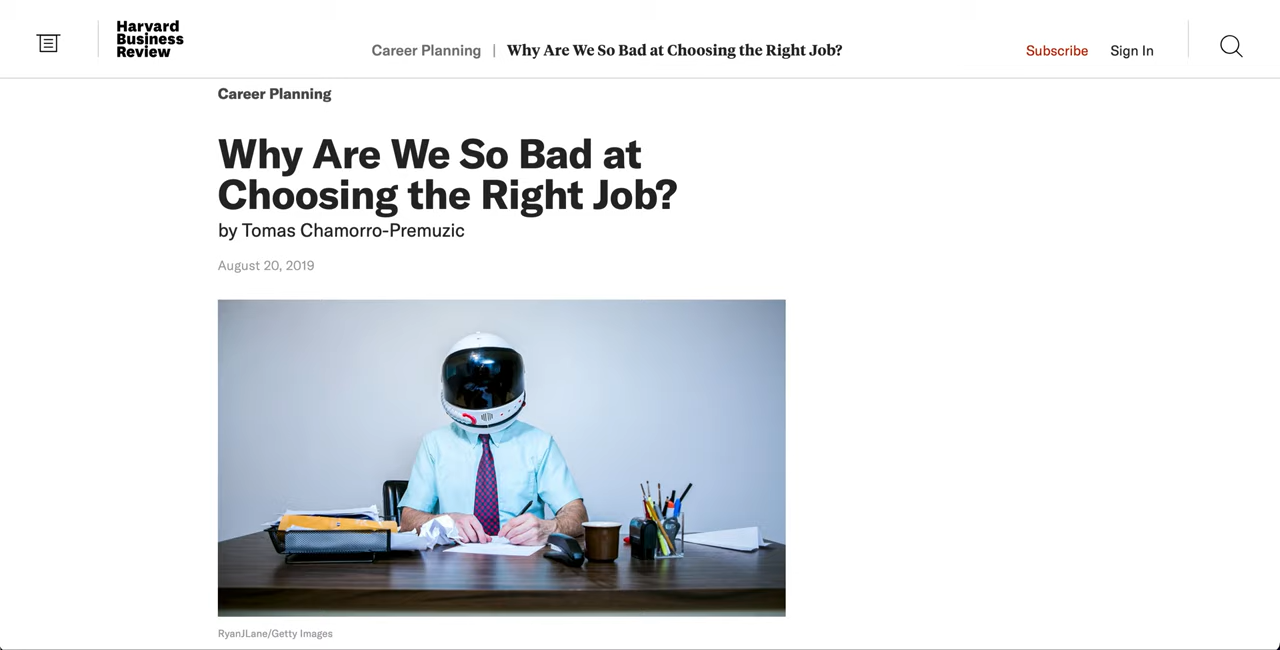 Harvard
Business
Review
Career Planning | Why Are We So Bad at Choosing the Right Job?
Subscribe
Sign In
Career Planning
Why Are We So Bad at
Choosing the Right Job?
by Tomas Chamorro-Premuzic
August 20, 2019
RyanJLane/Getty Images